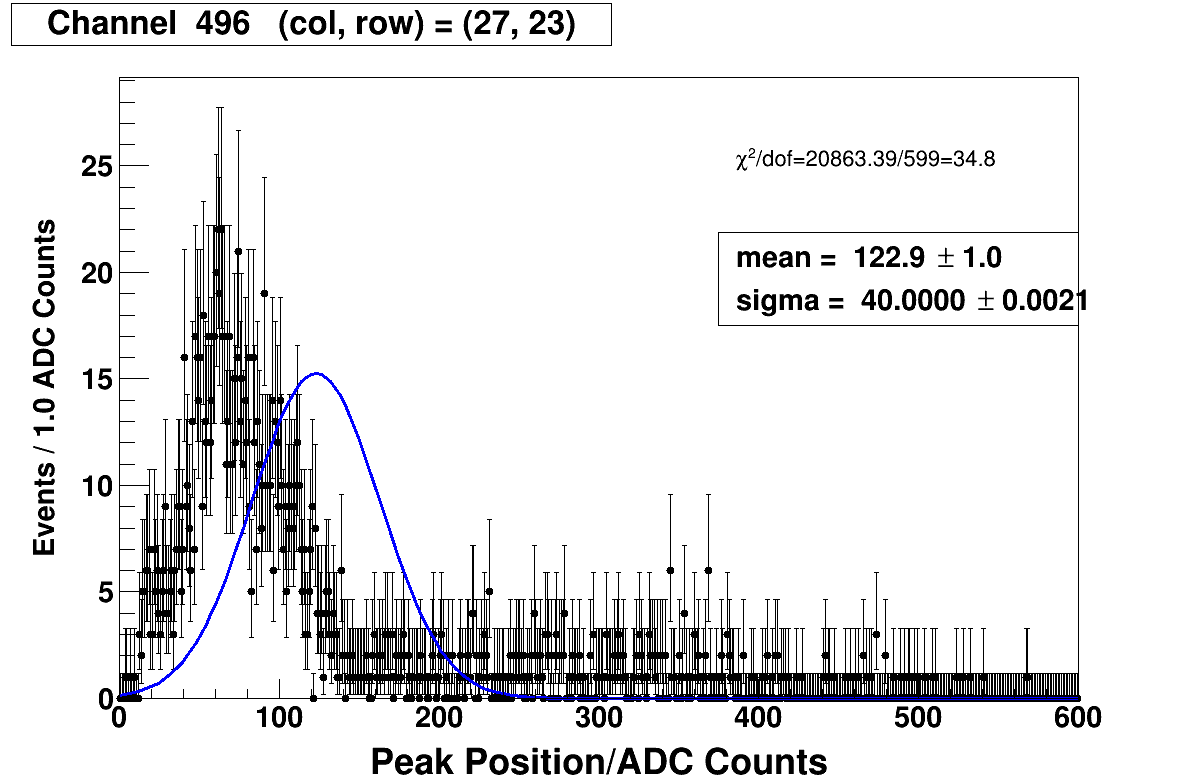 Channel 496 (col, row) = (27, 23)
χ²/dof=20863.39/599=34.8
mean = 122.9 ± 1.0
sigma = 40.0000 ± 0.0021
Events / 1.0 ADC Counts
25
20
15
10
5
0
0 100 200 300 400 500 600
Peak Position/ADC Counts